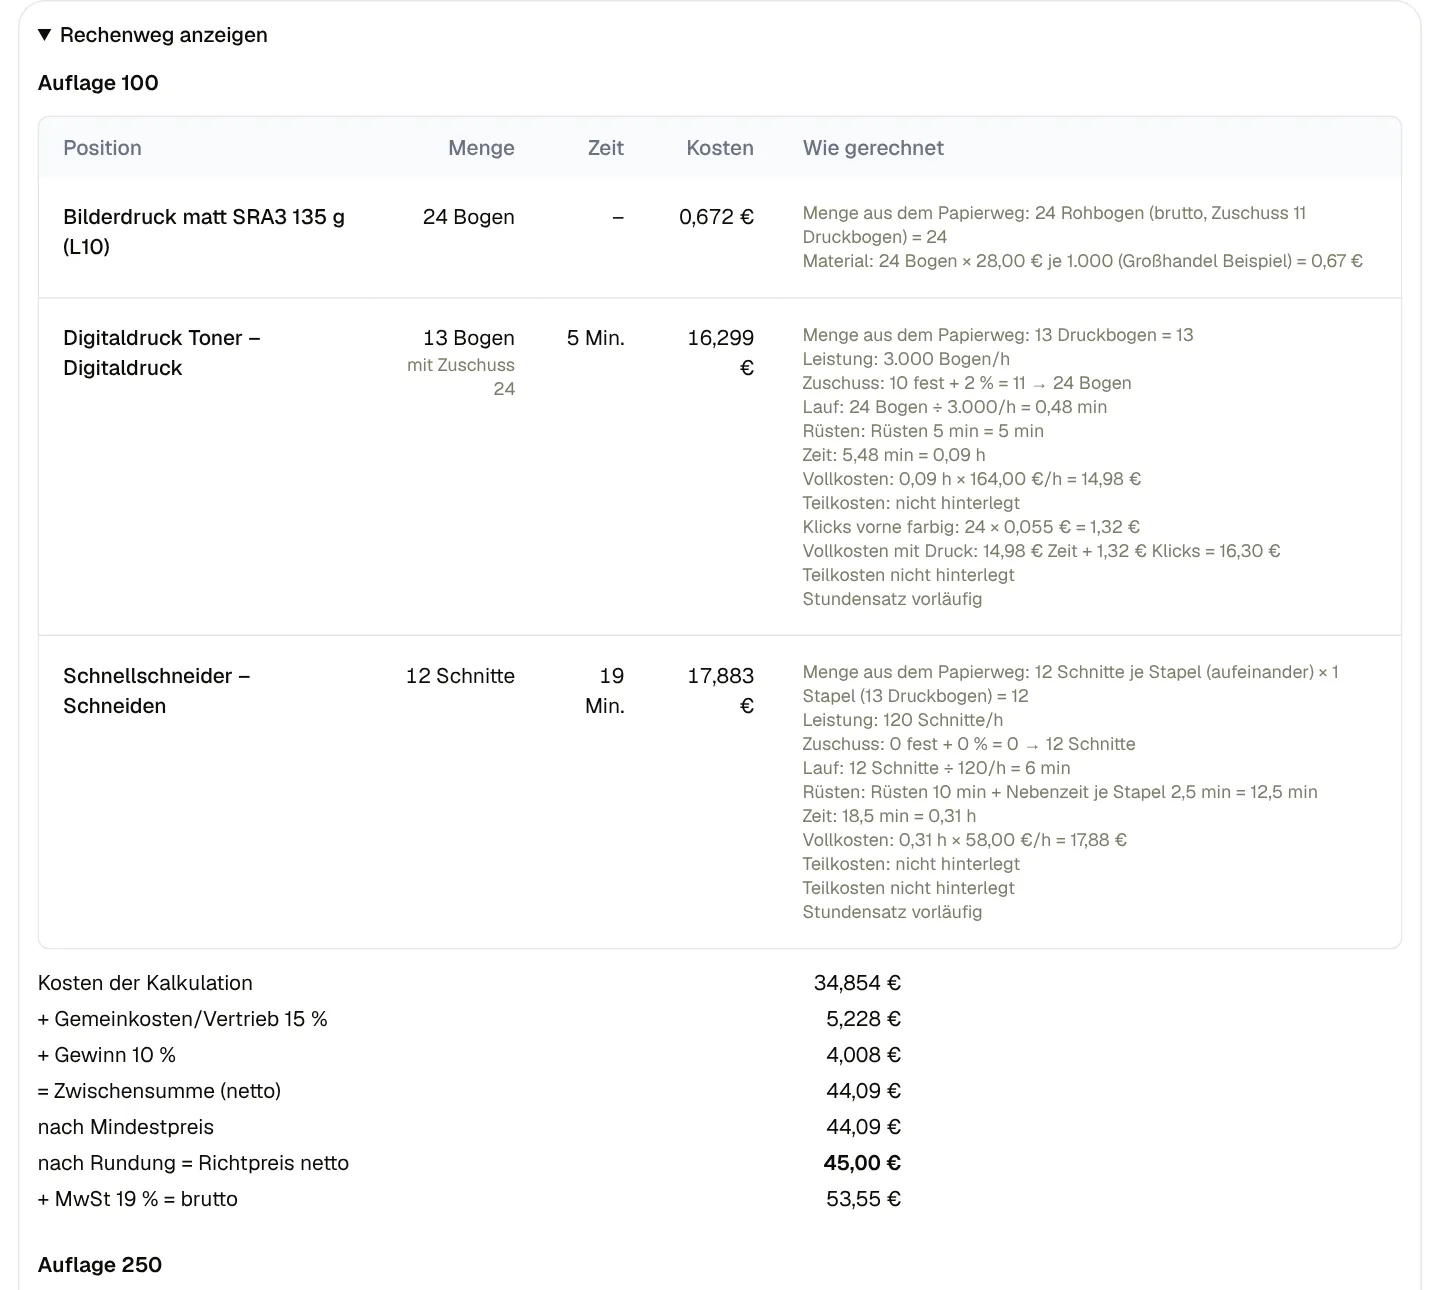 ▼ Rechenweg anzeigen
Auflage 100
Position Menge Zeit Kosten Wie gerechnet
Bilderdruck matt SRA3 135 g (L10)
24 Bogen
–
0,672 €
Menge aus dem Papierweg: 24 Rohbogen (brutto, Zuschuss 11
Druckbogen) = 24
Material: 24 Bogen × 28,00 € je 1.000 (Großhandel Beispiel) = 0,67 €
Digitaldruck Toner –
Digitaldruck
13 Bogen
mit Zuschuss
24
5 Min.
16,299
€
Menge aus dem Papierweg: 13 Druckbogen = 13
Leistung: 3.000 Bogen/h
Zuschuss: 10 fest + 2 % = 11 → 24 Bogen
Lauf: 24 Bogen ÷ 3.000/h = 0,48 min
Rüsten: Rüsten 5 min = 5 min
Zeit: 5,48 min = 0,09 h
Vollkosten: 0,09 h × 164,00 €/h = 14,98 €
Teilkosten: nicht hinterlegt
Klicks vorne farbig: 24 × 0,055 € = 1,32 €
Vollkosten mit Druck: 14,98 € Zeit + 1,32 € Klicks = 16,30 €
Teilkosten nicht hinterlegt
Stundensatz vorläufig
Schnellschneider –
Schneiden
12 Schnitte
19
Min.
17,883
€
Menge aus dem Papierweg: 12 Schnitte je Stapel (aufeinander) × 1
Stapel (13 Druckbogen) = 12
Leistung: 120 Schnitte/h
Zuschuss: 0 fest + 0 % = 0 → 12 Schnitte
Lauf: 12 Schnitte ÷ 120/h = 6 min
Rüsten: Rüsten 10 min + Nebenzeit je Stapel 2,5 min = 12,5 min
Zeit: 18,5 min = 0,31 h
Vollkosten: 0,31 h × 58,00 €/h = 17,88 €
Teilkosten: nicht hinterlegt
Teilkosten nicht hinterlegt
Stundensatz vorläufig
Kosten der Kalkulation 34,854 €
+ Gemeinkosten/Vertrieb 15 % 5,228 €
+ Gewinn 10 % 4,008 €
= Zwischensumme (netto) 44,09 €
nach Mindestpreis 44,09 €
nach Rundung = Richtpreis netto 45,00 €
+ MwSt 19 % = brutto 53,55 €
Auflage 250